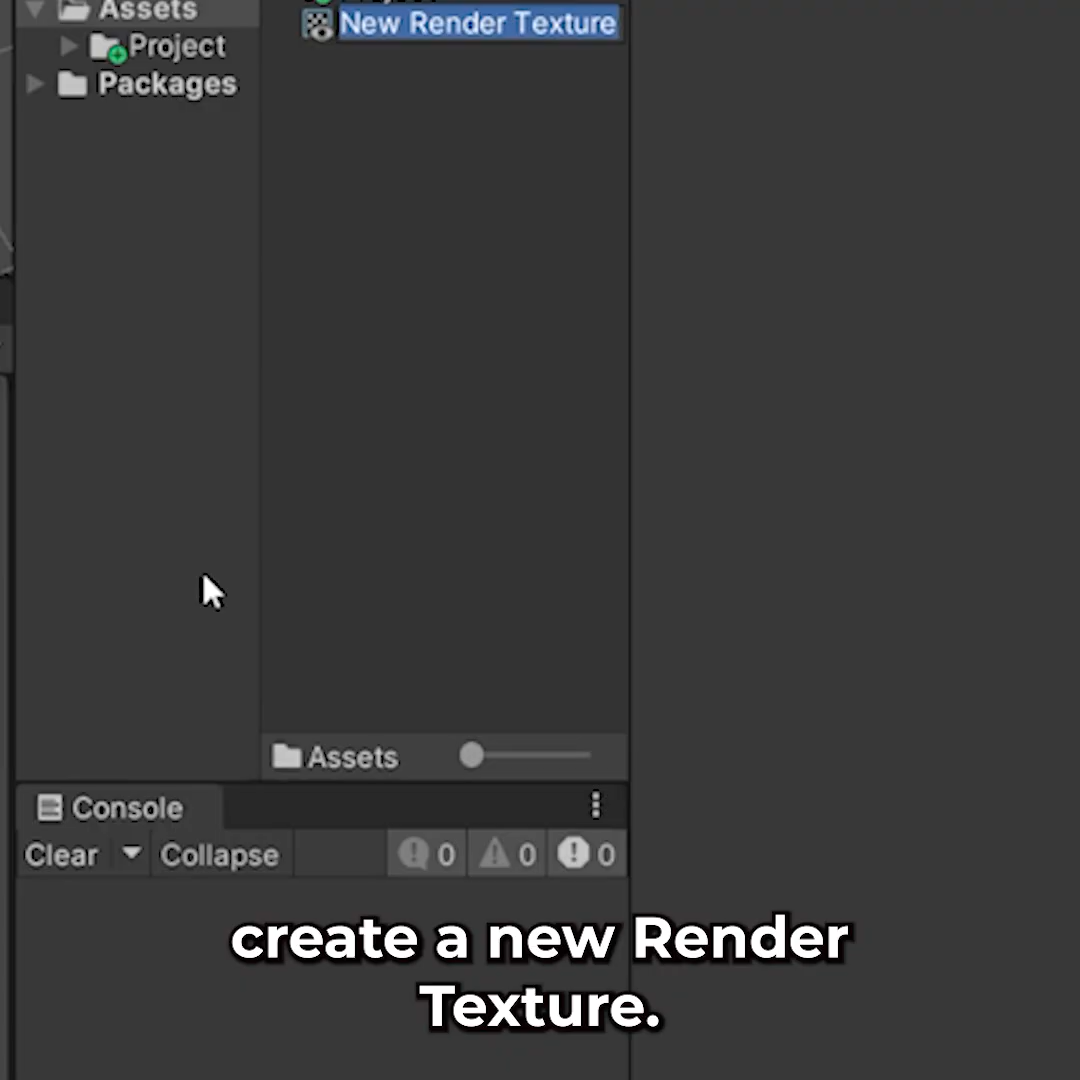 Assets
New Render Texture
Project
Packages
Assets
Console
Clear
Collapse
0
0
0
create a new Render
Texture.